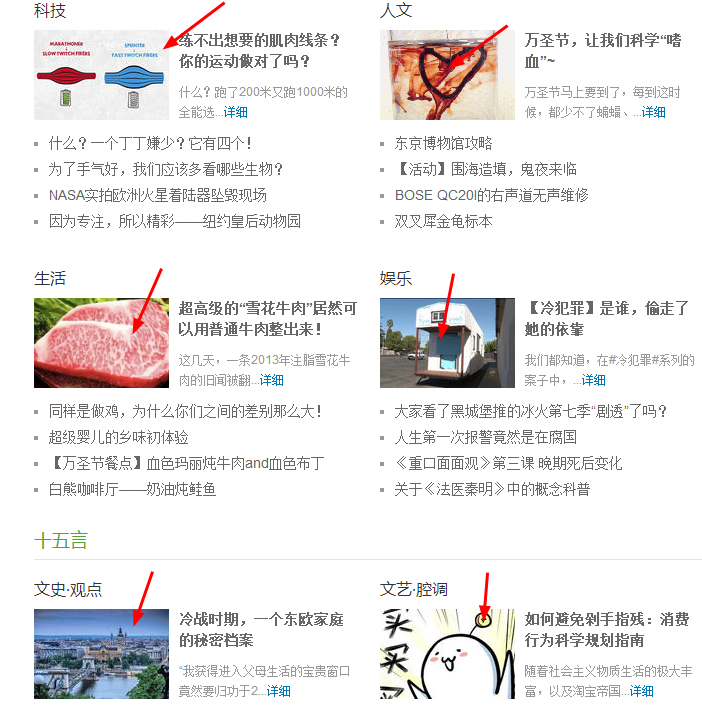 科技
MARATHONER
SLOW TWITCH FIBERS
SPRINTER
FAST TWITCH FIBERS
练不出想要的肌肉线条?
你的运动做对了吗?
什么?跑了200米又跑1000米的
全能选...详细
什么?一个丁丁嫌少?它有四个!
为了手气好,我们应该多看哪些生物?
NASA实拍欧洲火星着陆器坠毁现场
因为专注,所以精彩——纽约皇后动物园
人文
万圣节,让我们科学“嗜
血”~
万圣节马上要到了,每到这时
候,都少不了蝙蝠、...详细
东京博物馆攻略
【活动】围海造填,鬼夜来临
BOSE QC20I的右声道无声维修
双叉犀金龟标本
生活
超高级的“雪花牛肉”居然可
以用普通牛肉整出来!
这几天,一条2013年注脂雪花牛
肉的旧闻被翻...详细
同样是做鸡,为什么你们之间的差别那么大!
超级婴儿的乡味初体验
【万圣节餐点】血色玛丽炖牛肉and血色布丁
白熊咖啡厅——奶油炖鲑鱼
娱乐
【冷犯罪】是谁,偷走了
她的依靠
我们都知道,在#冷犯罪#系列的
案子中,...详细
大家看了黑城堡推的冰火第七季“剧透”了吗?
人生第一次报警竟然是在腐国
《重口面面观》第三课 晚期死后变化
关于《法医秦明》中的概念科普
十五言
文史·观点
冷战时期,一个东欧家庭
的秘密档案
“我获得进入父母生活的宝贵窗口
竟然要归功于2...详细
文艺·腔调
买买
买
如何避免剁手指残:消费
行为科学规划指南
随着社会主义物质生活的极大丰
富,以及淘宝帝国...详细